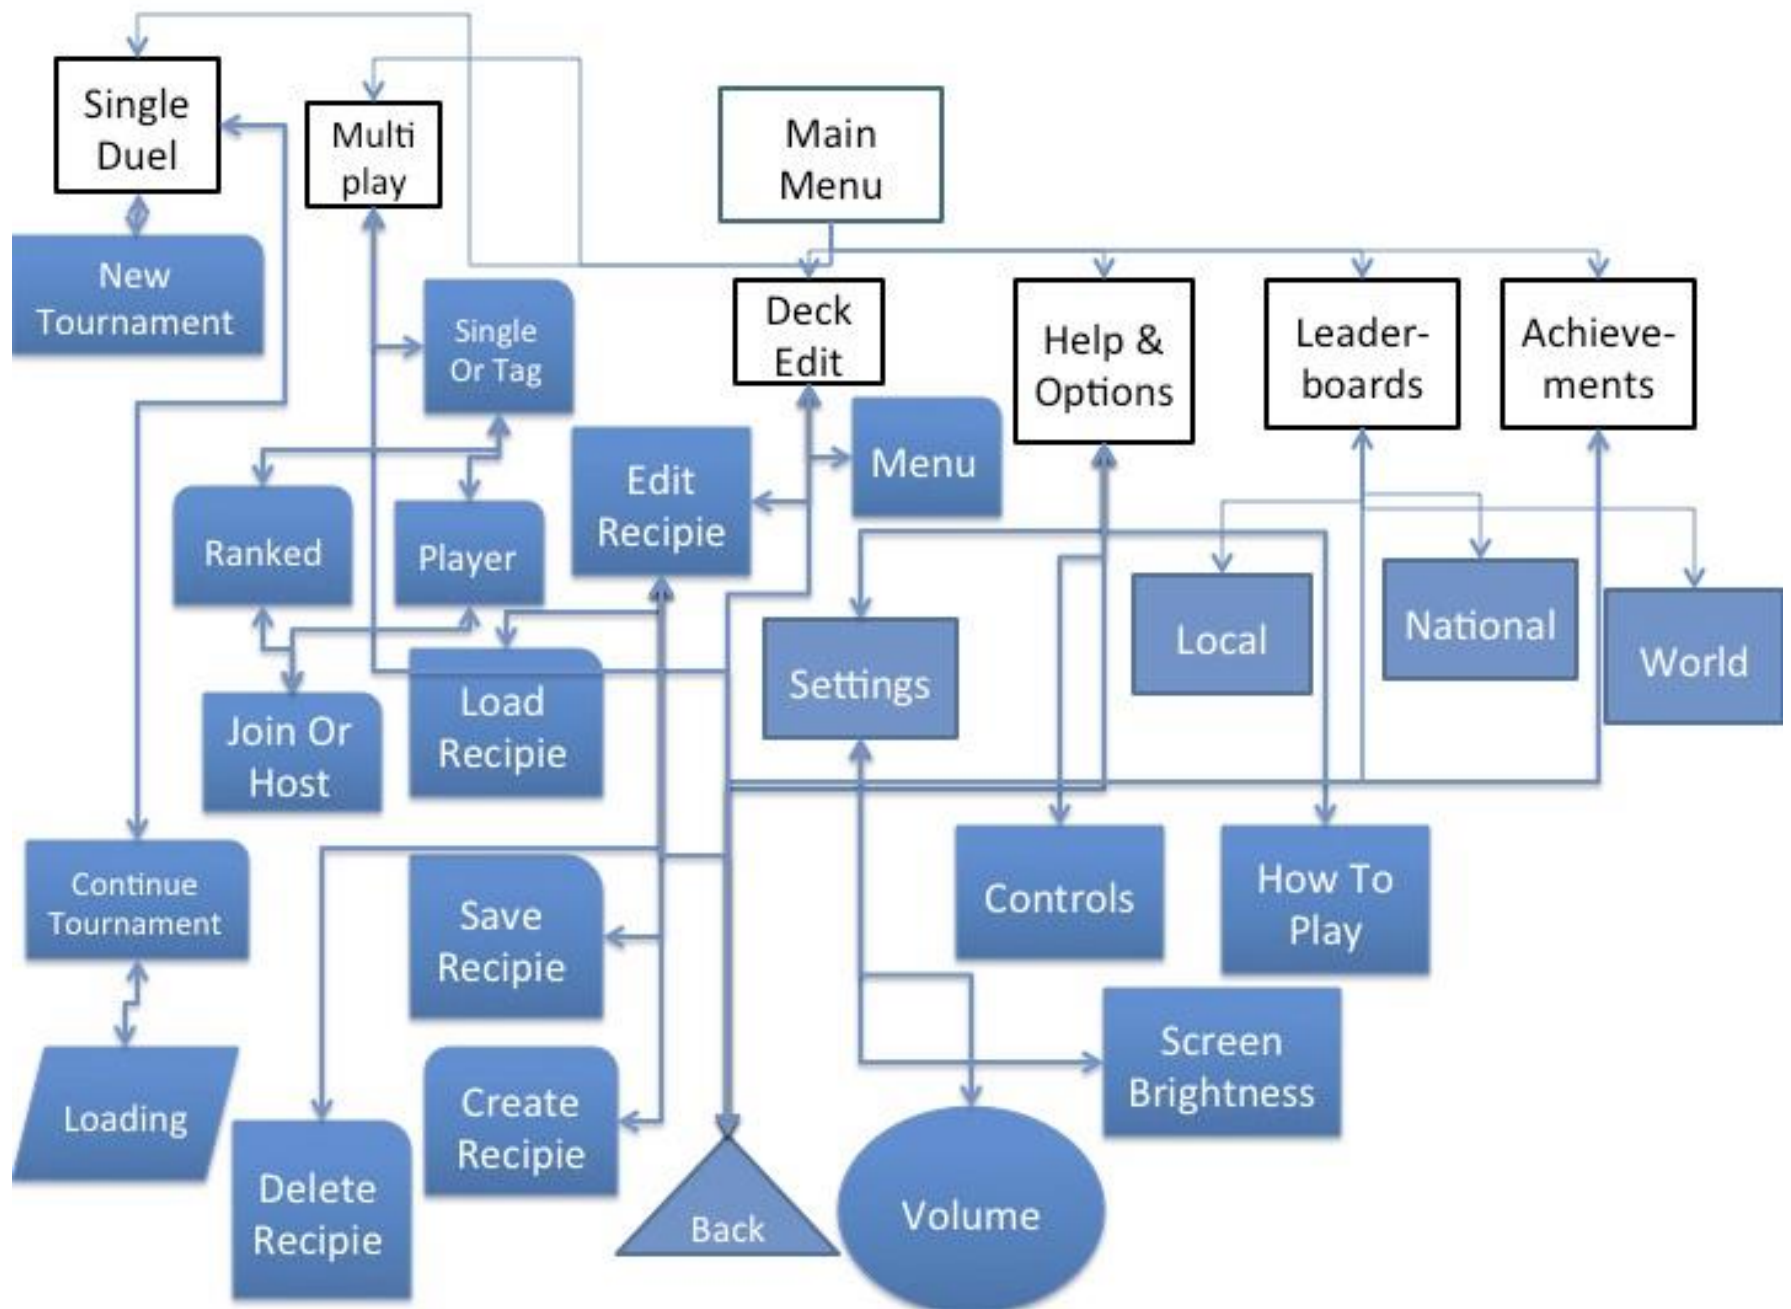 Single
Duel
Multi
play
Main
Menu
New
Tournament
Single
Or Tag
Deck
Edit
Help &
Options
Leader-
boards
Achieve-
ments
Menu
Edit
Recipie
Ranked
Player
Local
National
World
Settings
Load
Recipie
Join Or
Host
Continue
Tournament
Save
Recipie
Controls
How To
Play
Loading
Create
Recipie
Screen
Brightness
Delete
Recipie
Back
Volume